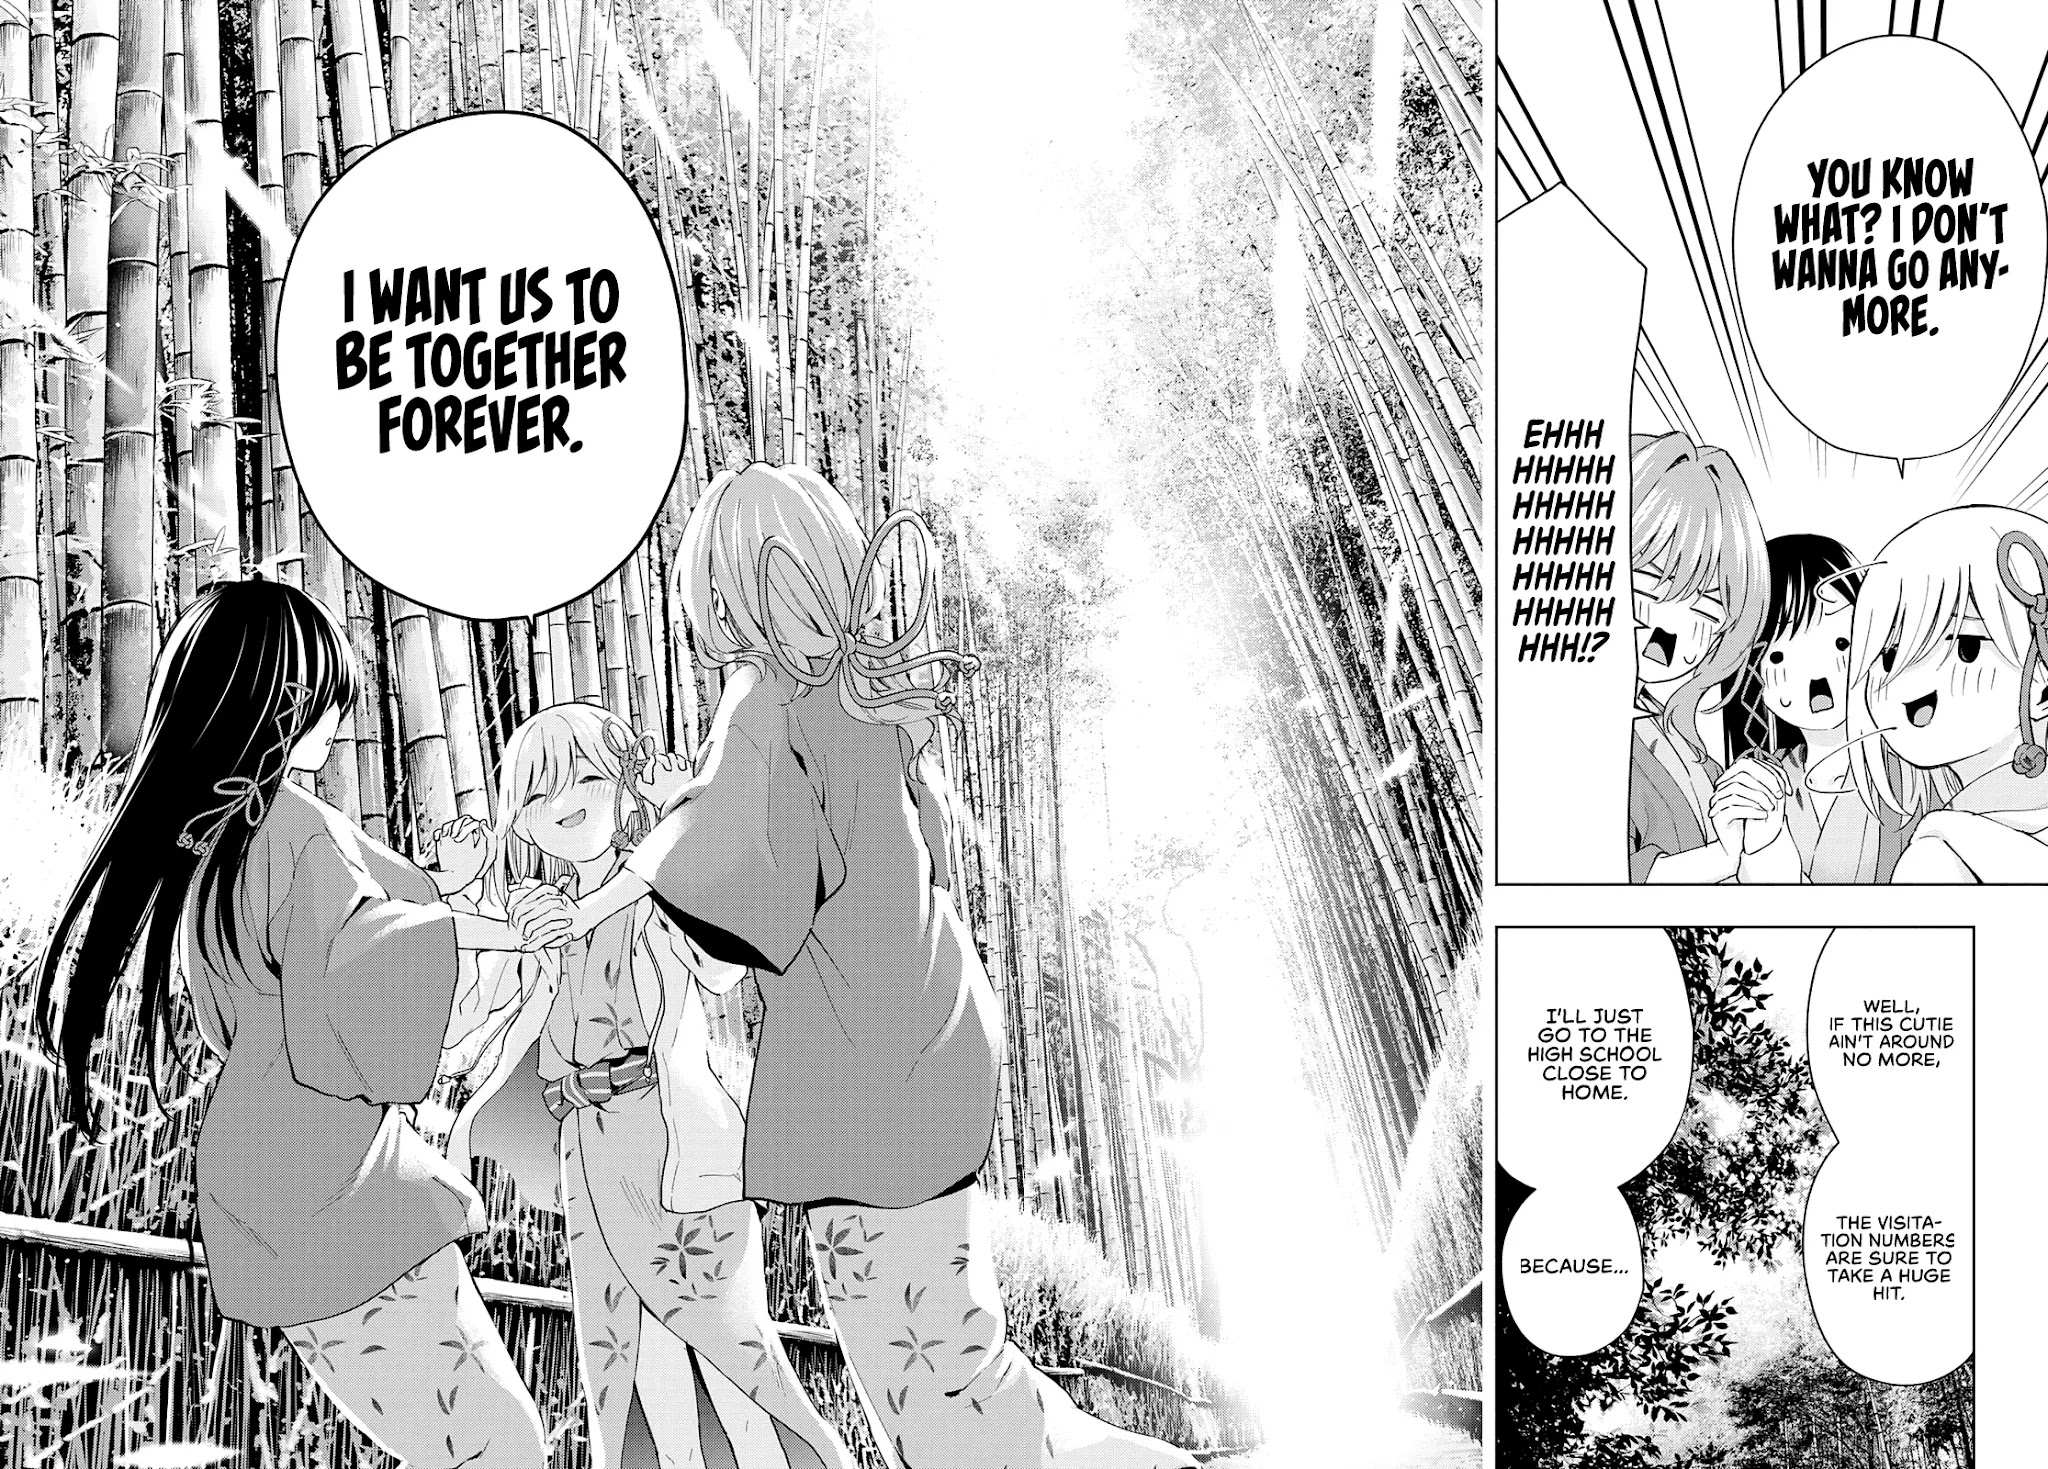 YOU KNOW
WHAT? I DON'T
WANNA GO ANY-
MORE.
EHHH
HHHHH
HHHHH
HHHHH
HHHHH
HHHHH
HHH!?
WELL,
IF THIS CUTIE
AIN'T AROUND
NO MORE,
THE VISITA-
TION NUMBERS
ARE SURE TO
TAKE A HUGE
HIT.
I'LL JUST
GO TO THE
HIGH SCHOOL
CLOSE TO
HOME.
BECAUSE...
I WANT US TO
BE TOGETHER
FOREVER.